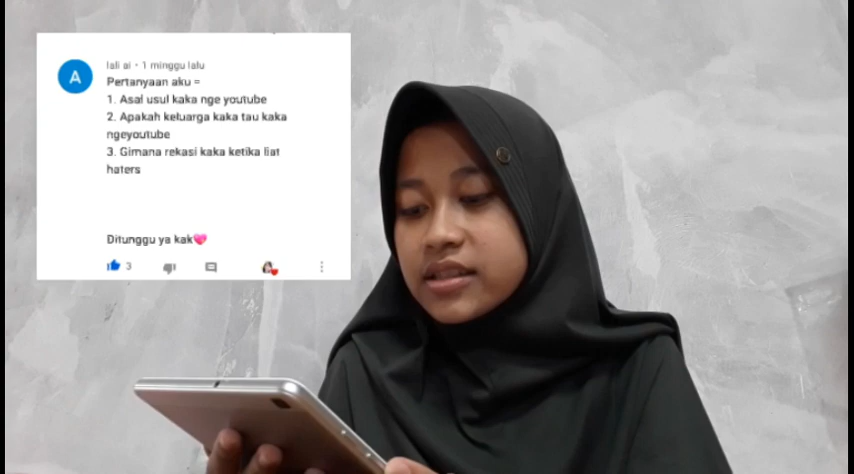 lali ai • 1 minggu lalu
A
Pertanyaan aku =
1. Asal usul kaka nge youtube
2. Apakah keluarga kaka tau kaka
ngeyoutube
3. Gimana rekasi kaka ketika liat
haters
Ditunggu ya kak💖
3